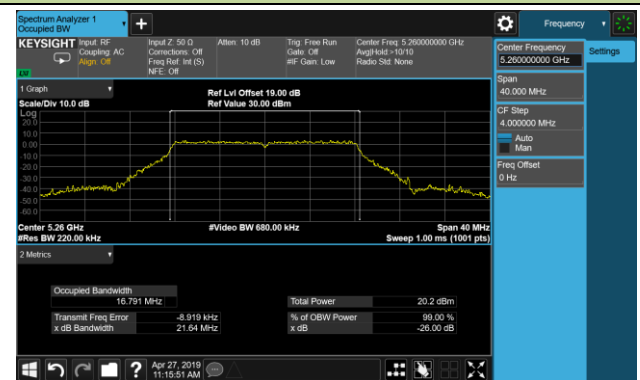 Spectrum Analyzer 1
Occupied BW
Frequency
KEYSIGHT
Input: RF
Coupling: AC
Align: Off
Input Z: 50 Ω
Corrections: Off
Freq Ref: Int (S)
NFE: Off
Atten: 10 dB
Trig: Free Run
Gate: Off
#IF Gain: Low
Center Freq: 5.260000000 GHz
Avg|Hold:>10/10
Radio Std: None
LXI
Center Frequency
5.260000000 GHz
Settings
Span
40.000 MHz
CF Step
4.000000 MHz
Auto
Man
Freq Offset
0 Hz
1 Graph
Scale/Div 10.0 dB
Ref Lvl Offset 19.00 dB
Ref Value 30.00 dBm
Log
20.0
10.0
0.00
-10.0
-20.0
-30.0
-40.0
-50.0
-60.0
Center 5.26 GHz
#Video BW 680.00 kHz
Span 40 MHz
#Res BW 220.00 kHz
Sweep 1.00 ms (1001 pts)
2 Metrics
Occupied Bandwidth
16.791 MHz
Total Power 20.2 dBm
Transmit Freq Error -8.919 kHz
% of OBW Power 99.00 %
x dB Bandwidth 21.64 MHz
x dB -26.00 dB
?
Apr 27, 2019
11:15:51 AM